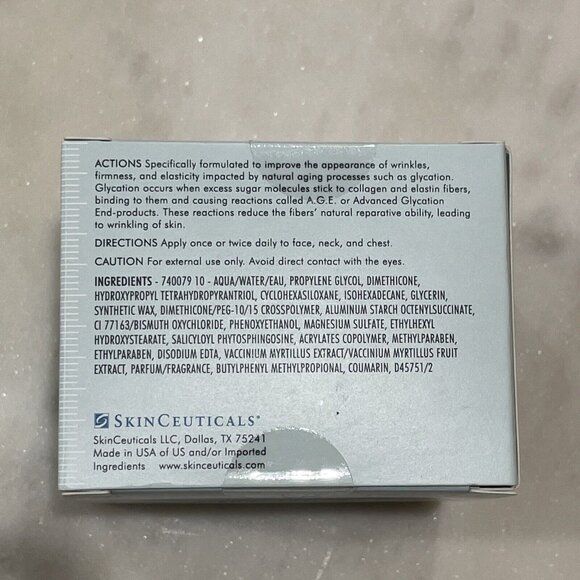 ACTIONS Specifically formulated to improve the appearance of wrinkles,
firmness, and elasticity impacted by natural aging processes such as glycation.
Glycation occurs when excess sugar molecules stick to collagen and elastin fibers,
binding to them and causing reactions called A.G.E. or Advanced Glycation
End-products. These reactions reduce the fibers' natural reparative ability, leading
to wrinkling of skin.
DIRECTIONS Apply once or twice daily to face, neck, and chest.
CAUTION For external use only. Avoid direct contact with the eyes.
INGREDIENTS - 740079 10 - AQUA/WATER/EAU, PROPYLENE GLYCOL, DIMETHICONE,
HYDROXYPROPYL TETRAHYDROPYRANTRIOL, CYCLOHEXASILOXANE, ISOHEXADECANE, GLYCERIN,
SYNTHETIC WAX, DIMETHICONE/PEG-10/15 CROSSPOLYMER, ALUMINUM STARCH OCTENYLSUCCINATE,
CI 77163/BISMUTH OXYCHLORIDE, PHENOXYETHANOL, MAGNESIUM SULFATE, ETHYLHEXYL
HYDROXYSTEARATE, SALICYLOYL PHYTOSPHINGOSINE, ACRYLATES COPOLYMER, METHYLPARABEN,
ETHYLPARABEN, DISODIUM EDTA, VACCINIUM MYRTILLUS EXTRACT/VACCINIUM MYRTILLUS FRUIT
EXTRACT, PARFUM/FRAGRANCE, BUTYLPHENYL METHYLPROPIONAL, COUMARIN, D45751/2
SKINCEUTICALS®
SkinCeuticals LLC, Dallas, TX 75241
Made in USA of US and/or Imported
Ingredients www.skinceuticals.com